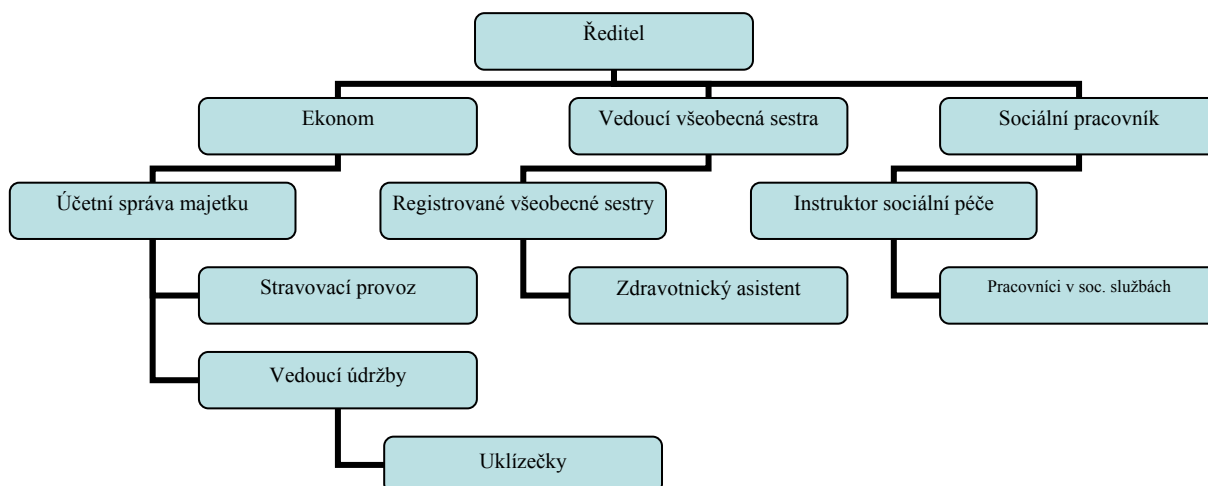 Ředitel
Ekonom
Vedoucí všeobecná sestra
Sociální pracovník
Účetní správa majetku
Registrované všeobecné sestry
Instruktor sociální péče
Stravovací provoz
Zdravotnický asistent
Pracovníci v soc. službách
Vedoucí údržby
Uklízečky